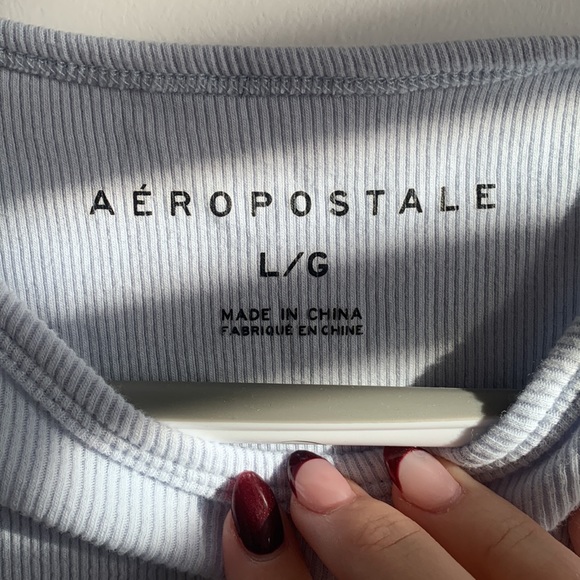 AÉROPOSTALE
L/G
MADE IN CHINA
FABRIQUÉ EN CHINE